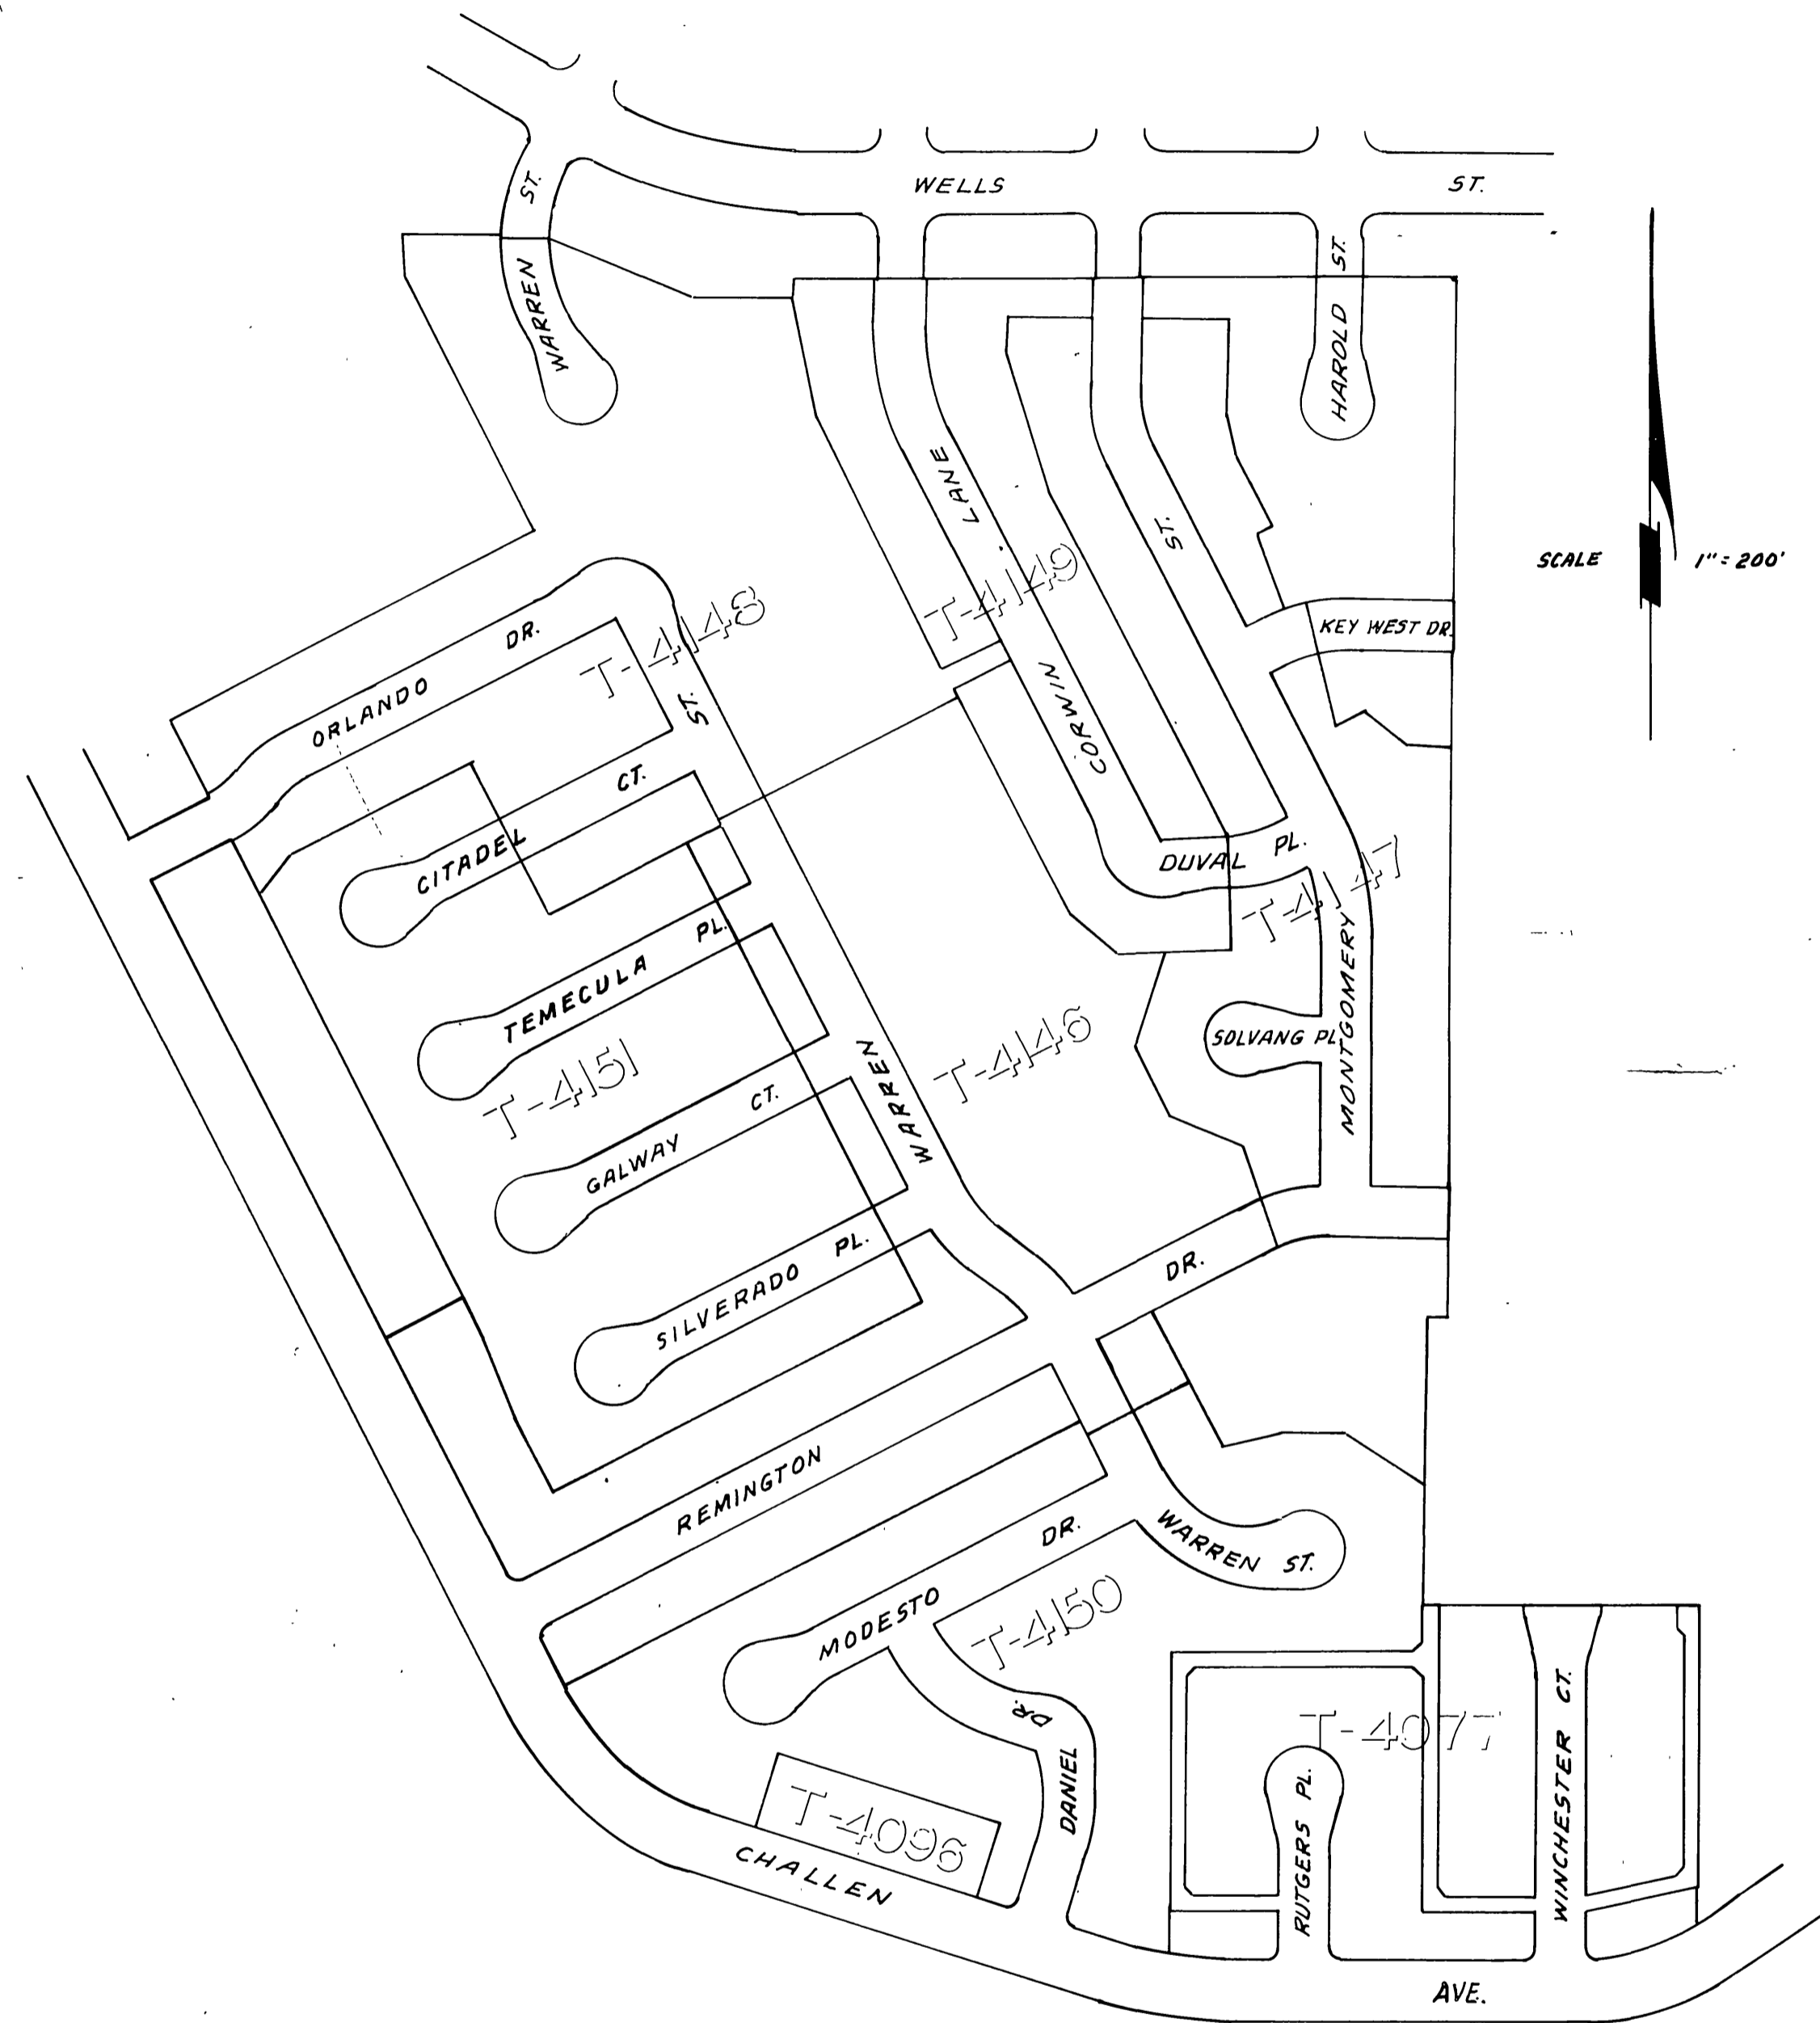 WELLS ST.
WARREN ST.
HAROLD ST.
SCALE 1" = 200'
LANE
ST.
T-4149
KEY WEST DR.
ORLANDO DR.
T-4148
ST.
CORWIN
CITADEL CT.
DUVAL PL.
T-4147
TEMECULA PL.
MONTGOMERY
SOLVANG PL.
T-4151
T-4146
WARREN
GALWAY CT.
SILVERADO PL.
DR.
REMINGTON
MODESTO DR.
WARREN ST.
T-4150
DR.
DANIEL
T-4077
T-4096
RUTGERS PL.
WINCHESTER CT.
CHALLEN
AVE.